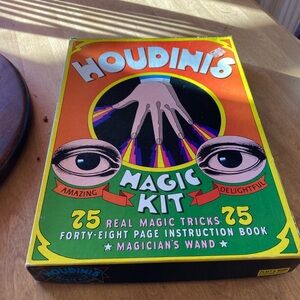 HOUDINI'S
MAGIC
KIT
AMAZING
DELIGHTFUL
75 REAL MAGIC TRICKS 75
FORTY-EIGHT PAGE INSTRUCTION BOOK
★ MAGICIAN'S WAND ★
HOUDINI'S